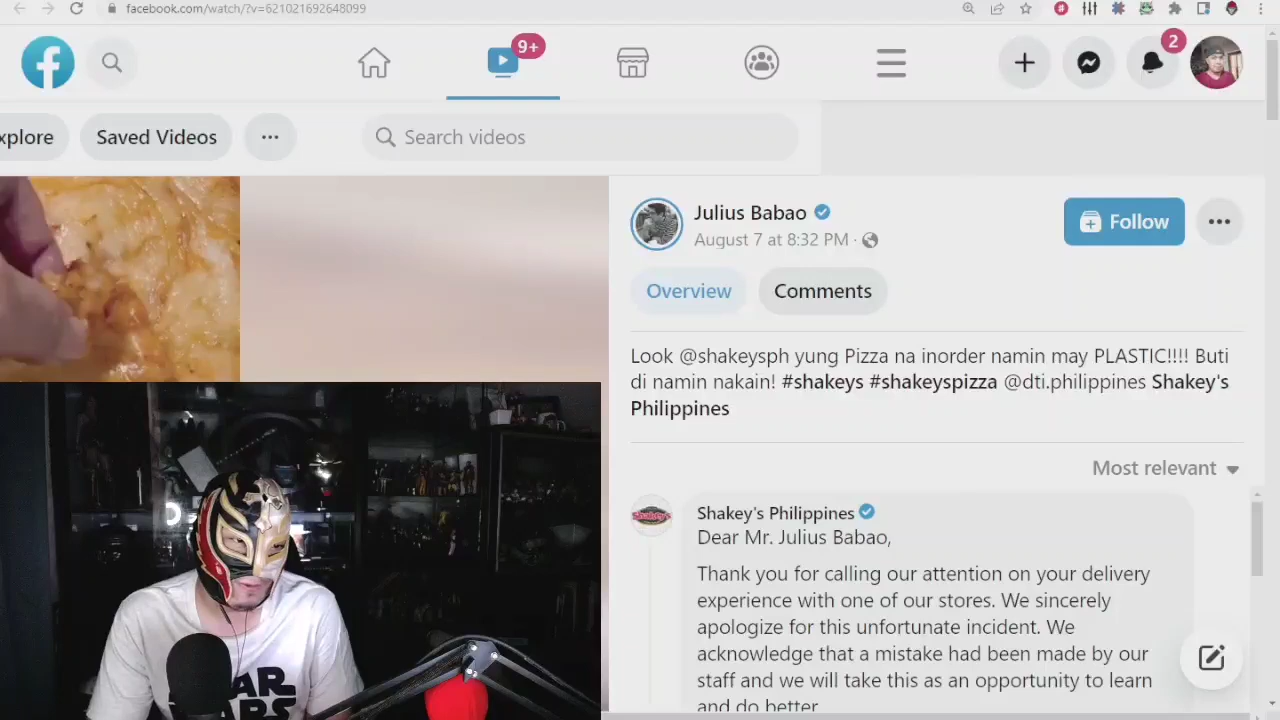 facebook.com/watch/?v=621021692648099
9+
2
xplore
Saved Videos
Search videos
Julius Babao
August 7 at 8:32 PM ·
Follow
Overview
Comments
Look @shakeysph yung Pizza na inorder namin may PLASTIC!!!! Buti
di namin nakain! #shakeys #shakeyspizza @dti.philippines Shakey's
Philippines
Most relevant
Shakey's
Shakey's Philippines
Dear Mr. Julius Babao,
Thank you for calling our attention on your delivery
experience with one of our stores. We sincerely
apologize for this unfortunate incident. We
acknowledge that a mistake had been made by our
staff and we will take this as an opportunity to learn
and do better